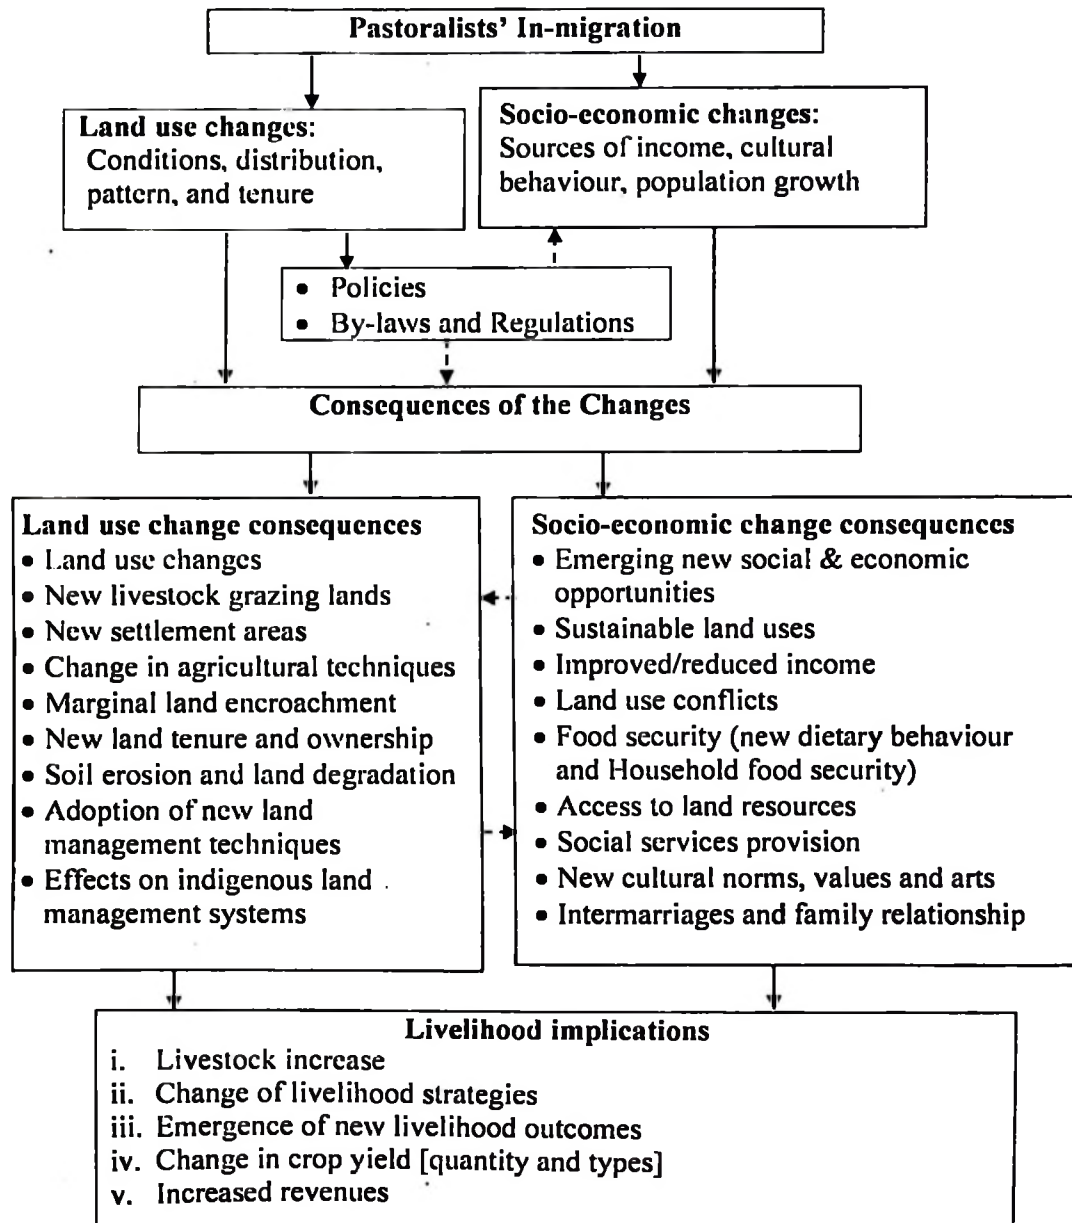 Pastoralists' In-migration
Land use changes:
Conditions, distribution,
pattern, and tenure
Socio-economic changes:
Sources of income, cultural
behaviour, population growth
• Policies
• By-laws and Regulations
Consequences of the Changes
Land use change consequences
• Land use changes
• New livestock grazing lands
• New settlement areas
• Change in agricultural techniques
• Marginal land encroachment
• New land tenure and ownership
• Soil erosion and land degradation
• Adoption of new land
management techniques
• Effects on indigenous land
management systems
Socio-economic change consequences
• Emerging new social & economic
opportunities
• Sustainable land uses
• Improved/reduced income
• Land use conflicts
• Food security (new dietary behaviour
and Household food security)
• Access to land resources
• Social services provision
• New cultural norms, values and arts
• Intermarriages and family relationship
Livelihood implications
i. Livestock increase
ii. Change of livelihood strategies
iii. Emergence of new livelihood outcomes
iv. Change in crop yield [quantity and types]
v. Increased revenues